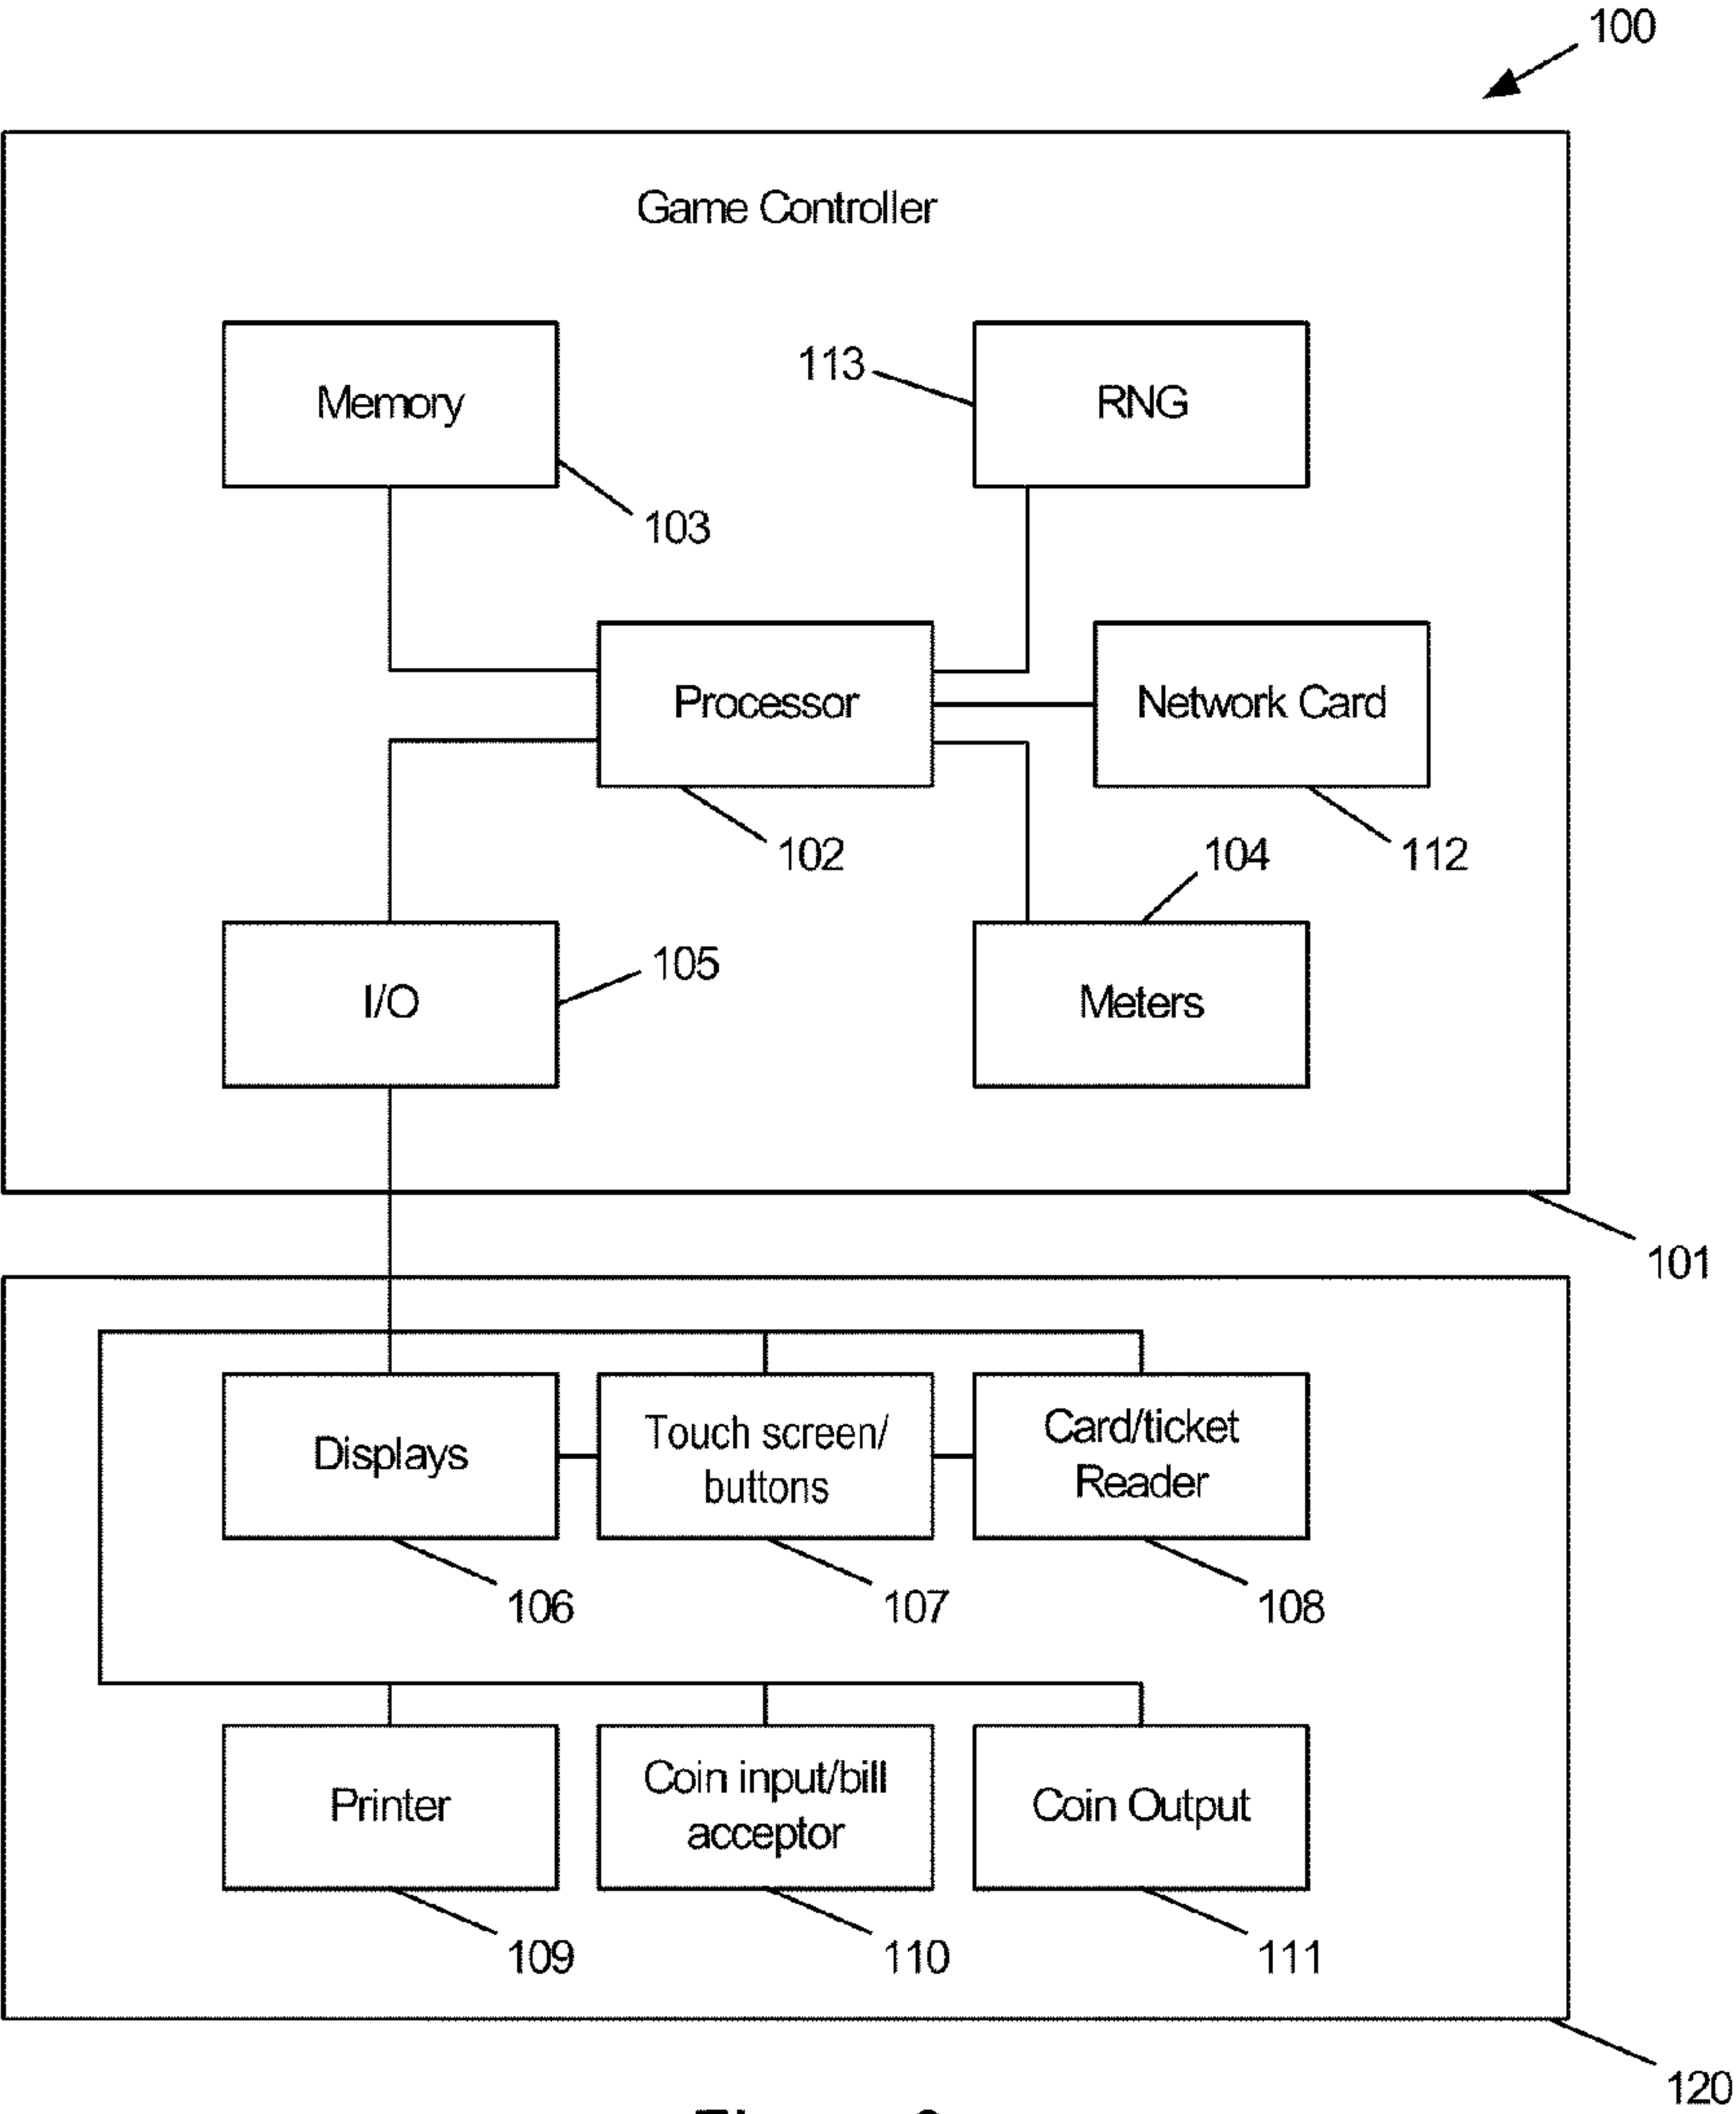 100
Game Controller
Memory
113
RNG
103
Processor
Network Card
102
104
112
I/O
105
Meters
101
Displays
Touch screen/
buttons
Card/ticket
Reader
106
107
108
Printer
Coin input/bill
acceptor
Coin Output
109
110
111
120